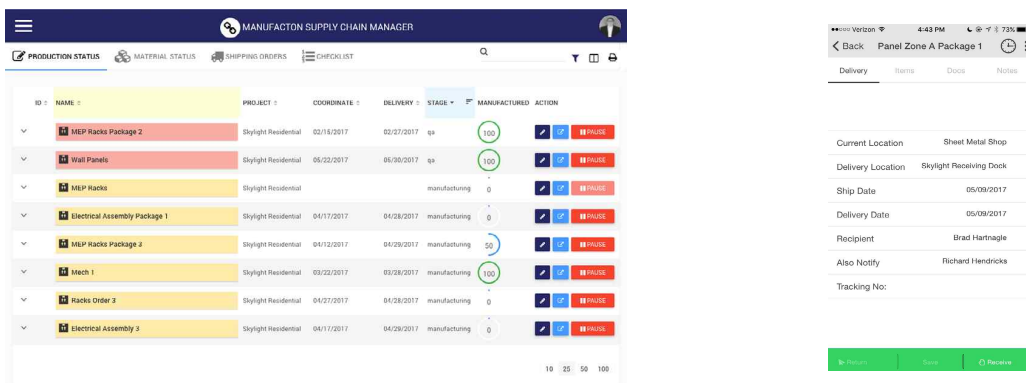 MANUFACTON SUPPLY CHAIN MANAGER
PRODUCTION STATUS MATERIAL STATUS SHIPPING ORDERS CHECKLIST
ID NAME PROJECT COORDINATE DELIVERY STAGE MANUFACTURED ACTION
MEP Racks Package 2 Skylight Residential 02/15/2017 02/27/2017 qa 100 PAUSE
Wall Panels Skylight Residential 05/22/2017 05/30/2017 qa 100 PAUSE
MEP Racks Skylight Residential manufacturing 0 PAUSE
Electrical Assembly Package 1 Skylight Residential 04/17/2017 04/28/2017 manufacturing 0 PAUSE
MEP Racks Package 3 Skylight Residential 04/12/2017 04/29/2017 manufacturing 50 PAUSE
Mech 1 Skylight Residential 03/22/2017 03/28/2017 manufacturing 100 PAUSE
Racks Order 3 Skylight Residential 04/27/2017 04/28/2017 manufacturing 0 PAUSE
Electrical Assembly 3 Skylight Residential 04/17/2017 04/29/2017 manufacturing 0 PAUSE
10 25 50 100
Verizon 4:43 PM 73%
Back Panel Zone A Package 1
Delivery Items Docs Notes
Current Location Sheet Metal Shop
Delivery Location Skylight Receiving Dock
Ship Date 05/09/2017
Delivery Date 05/09/2017
Recipient Brad Hartnagle
Also Notify Richard Hendricks
Tracking No:
Return Save Receive